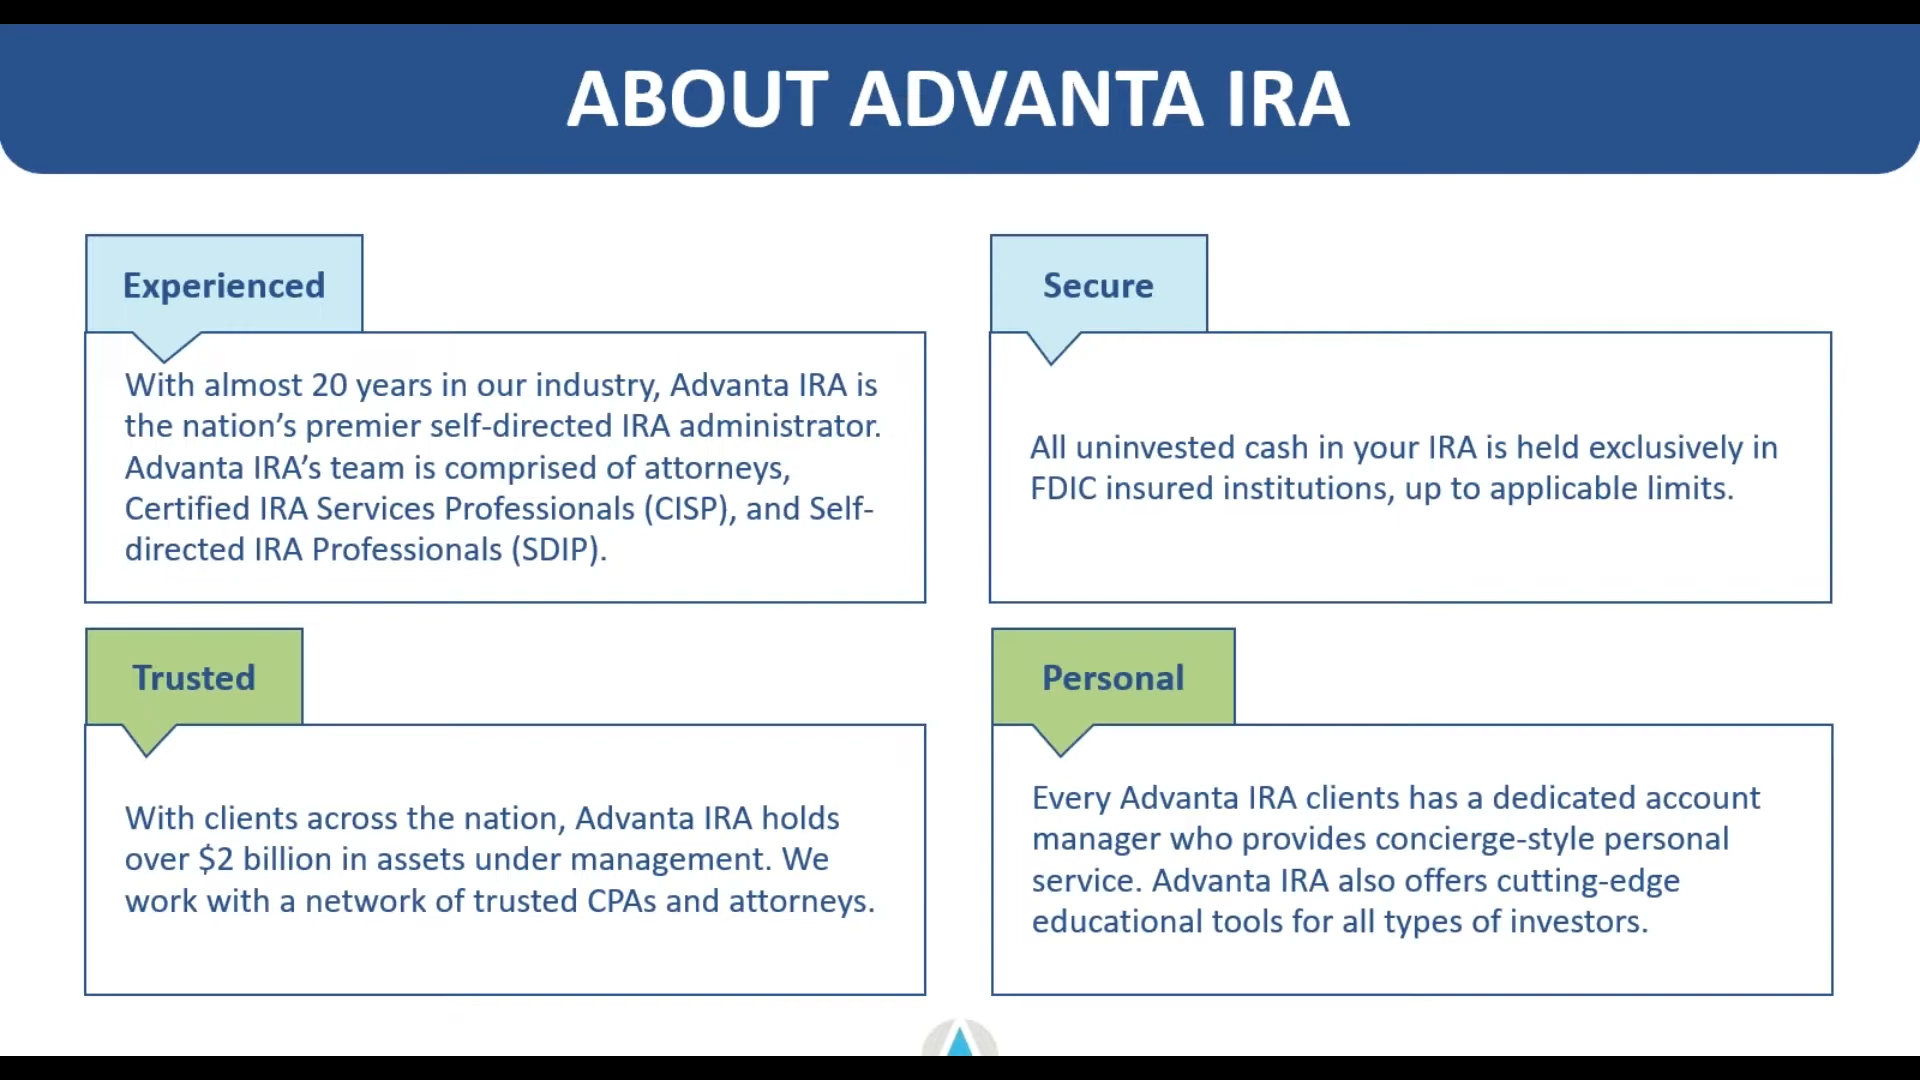 ABOUT ADVANTA IRA
Experienced
With almost 20 years in our industry, Advanta IRA is
the nation’s premier self-directed IRA administrator.
Advanta IRA’s team is comprised of attorneys,
Certified IRA Services Professionals (CISP), and Self-
directed IRA Professionals (SDIP).
Secure
All uninvested cash in your IRA is held exclusively in
FDIC insured institutions, up to applicable limits.
Trusted
With clients across the nation, Advanta IRA holds
over $2 billion in assets under management. We
work with a network of trusted CPAs and attorneys.
Personal
Every Advanta IRA clients has a dedicated account
manager who provides concierge-style personal
service. Advanta IRA also offers cutting-edge
educational tools for all types of investors.